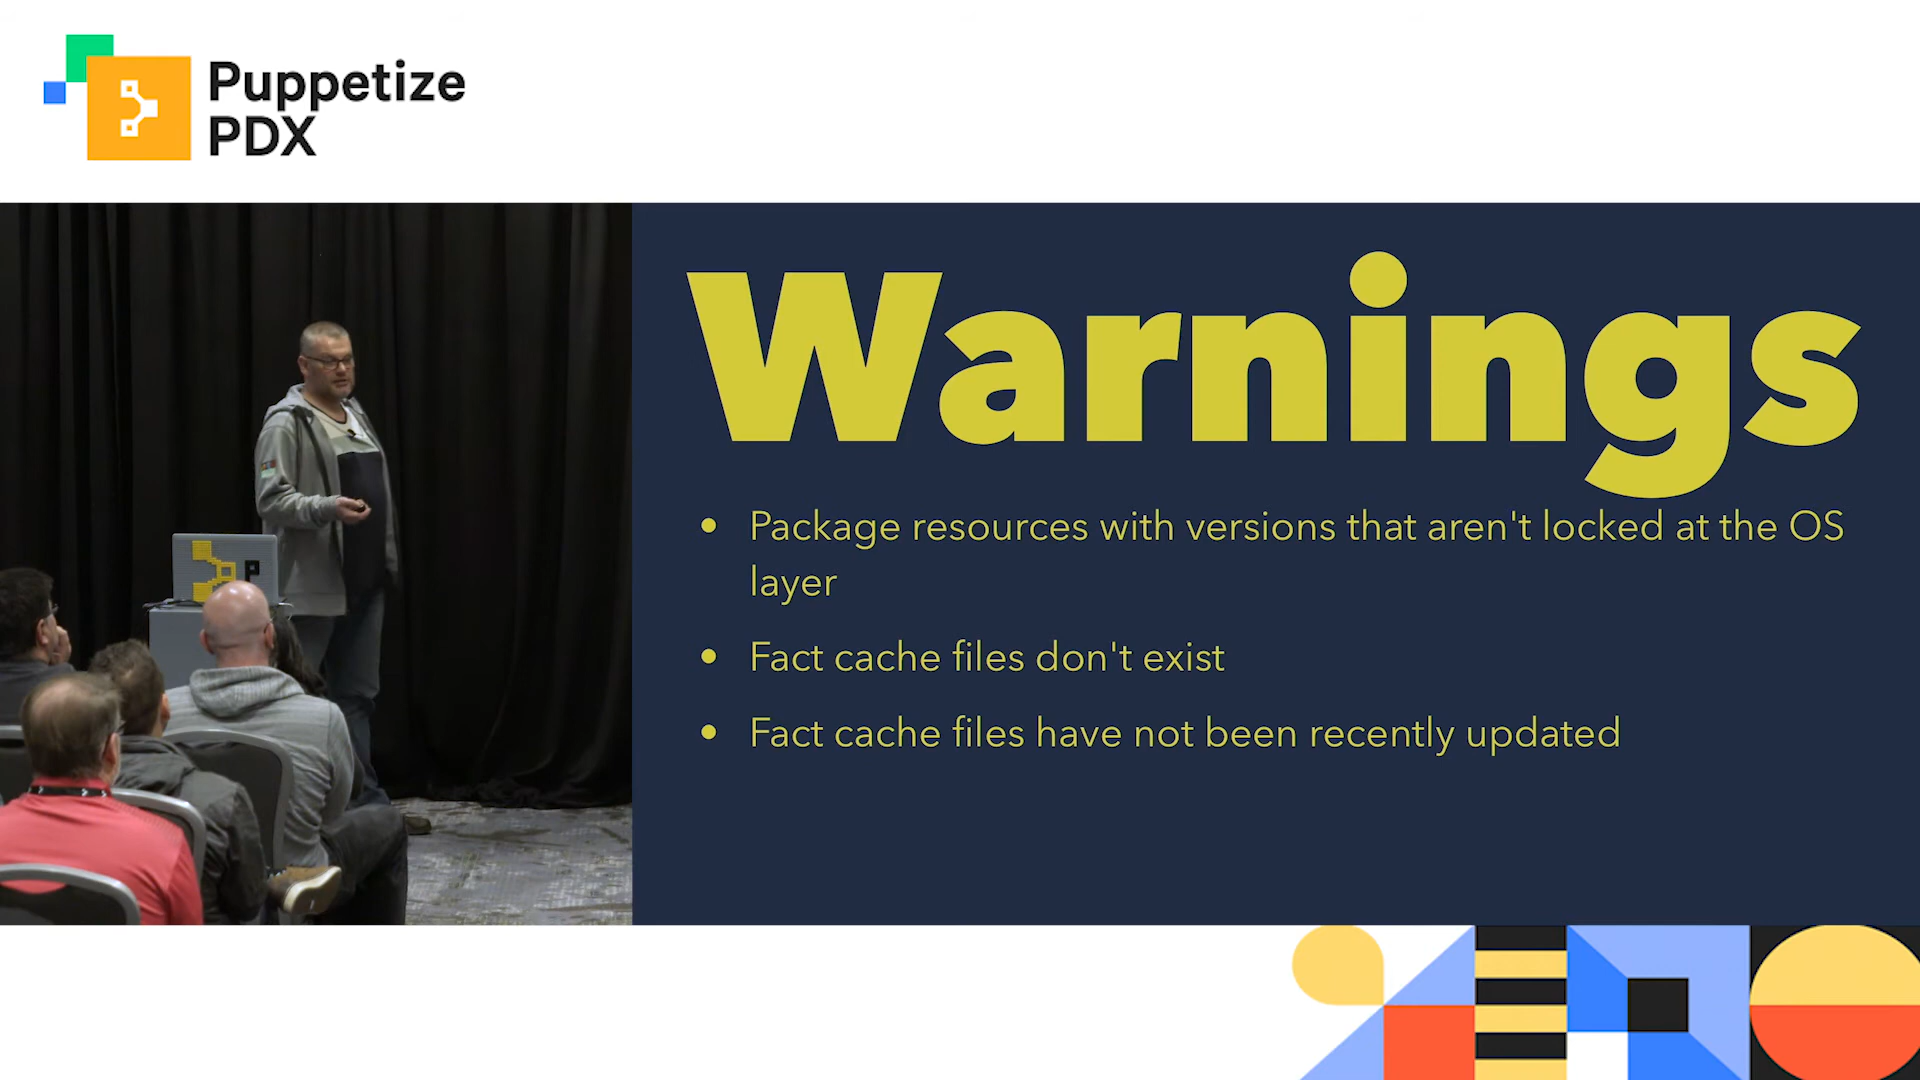 Puppetize
PDX
Warnings
• Package resources with versions that aren't locked at the OS
layer
• Fact cache files don't exist
• Fact cache files have not been recently updated
P